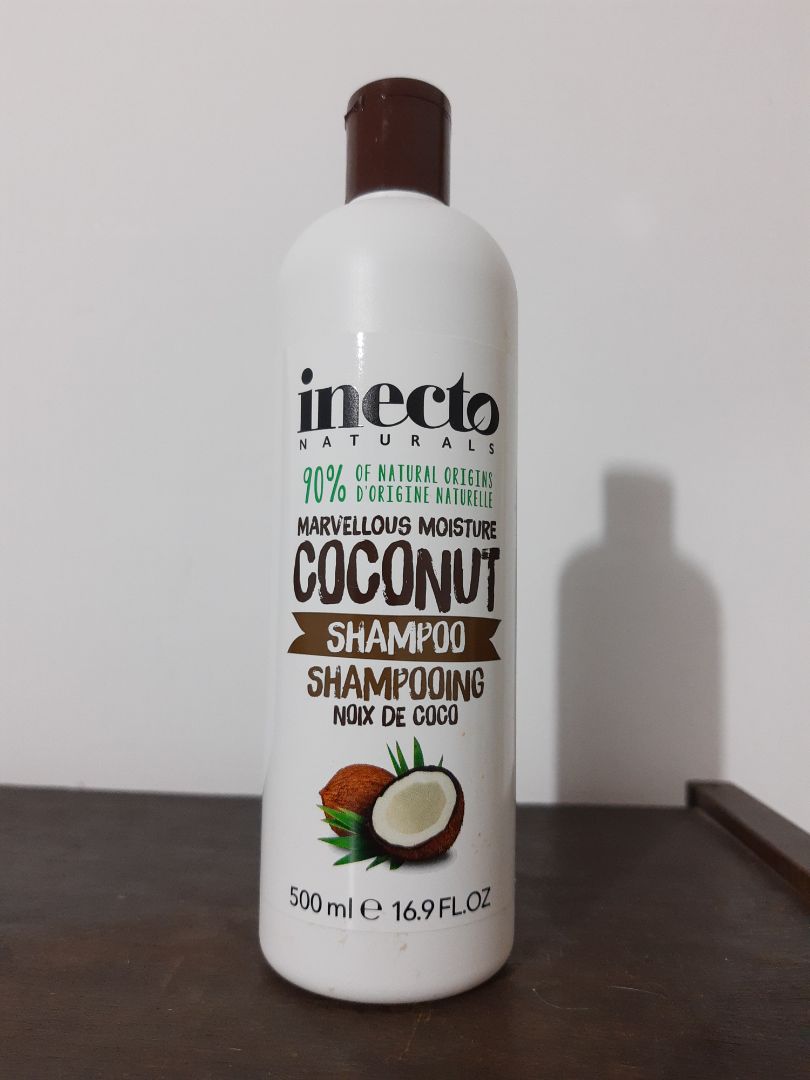 inecto
NATURALS
90% OF NATURAL ORIGINS
D'ORIGINE NATURELLE
MARVELLOUS MOISTURE
COCONUT
SHAMPOO
SHAMPOOING
NOIX DE COCO
500 ml ℮ 16.9 FL.OZ